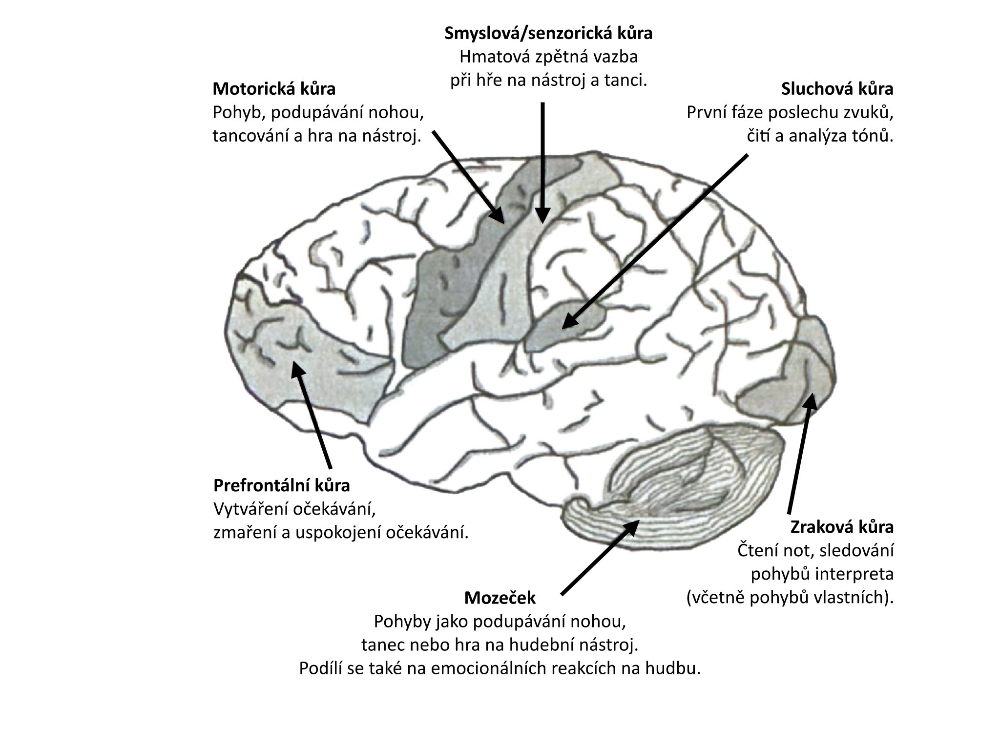 Smyslová/senzorická kůra
Hmatová zpětná vazba
při hře na nástroj a tanci.
Motorická kůra
Pohyb, podupávání nohou,
tancování a hra na nástroj.
Sluchová kůra
První fáze poslechu zvuků,
čití a analýza tónů.
Prefrontální kůra
Vytváření očekávání,
zmaření a uspokojení očekávání.
Zraková kůra
Čtení not, sledování
pohybů interpreta
(včetně pohybů vlastních).
Mozeček
Pohyby jako podupávání nohou,
tanec nebo hra na hudební nástroj.
Podílí se také na emocionálních reakcích na hudbu.